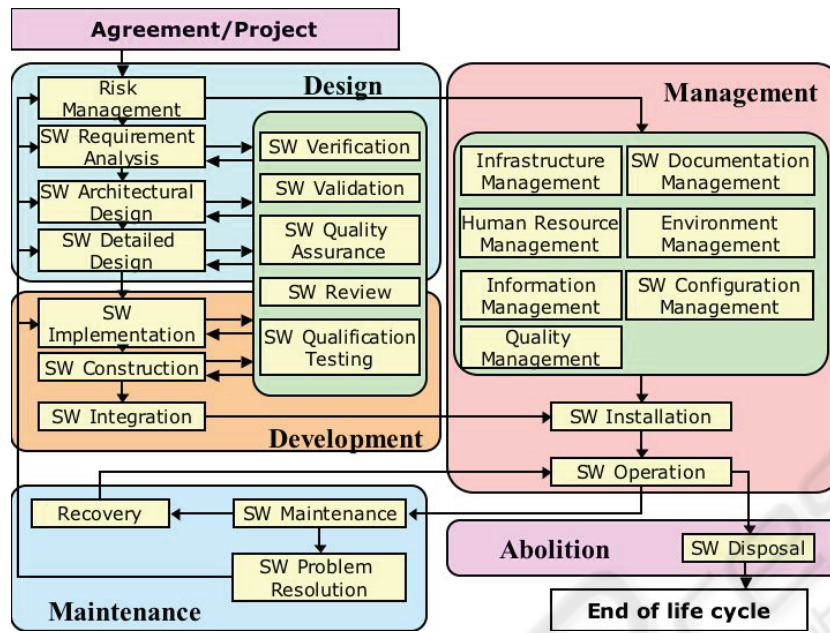 Agreement/Project
Design
Risk
Management
SW Requirement
Analysis
SW Architectural
Design
SW Detailed
Design
SW Verification
SW Validation
SW Quality
Assurance
SW Review
SW Qualification
Testing
SW
Implementation
SW Construction
SW Integration
Development
Management
Infrastructure
Management
SW Documentation
Management
Human Resource
Management
Environment
Management
Information
Management
SW Configuration
Management
Quality
Management
SW Installation
SW Operation
Recovery
SW Maintenance
SW Problem
Resolution
Maintenance
Abolition
SW Disposal
End of life cycle